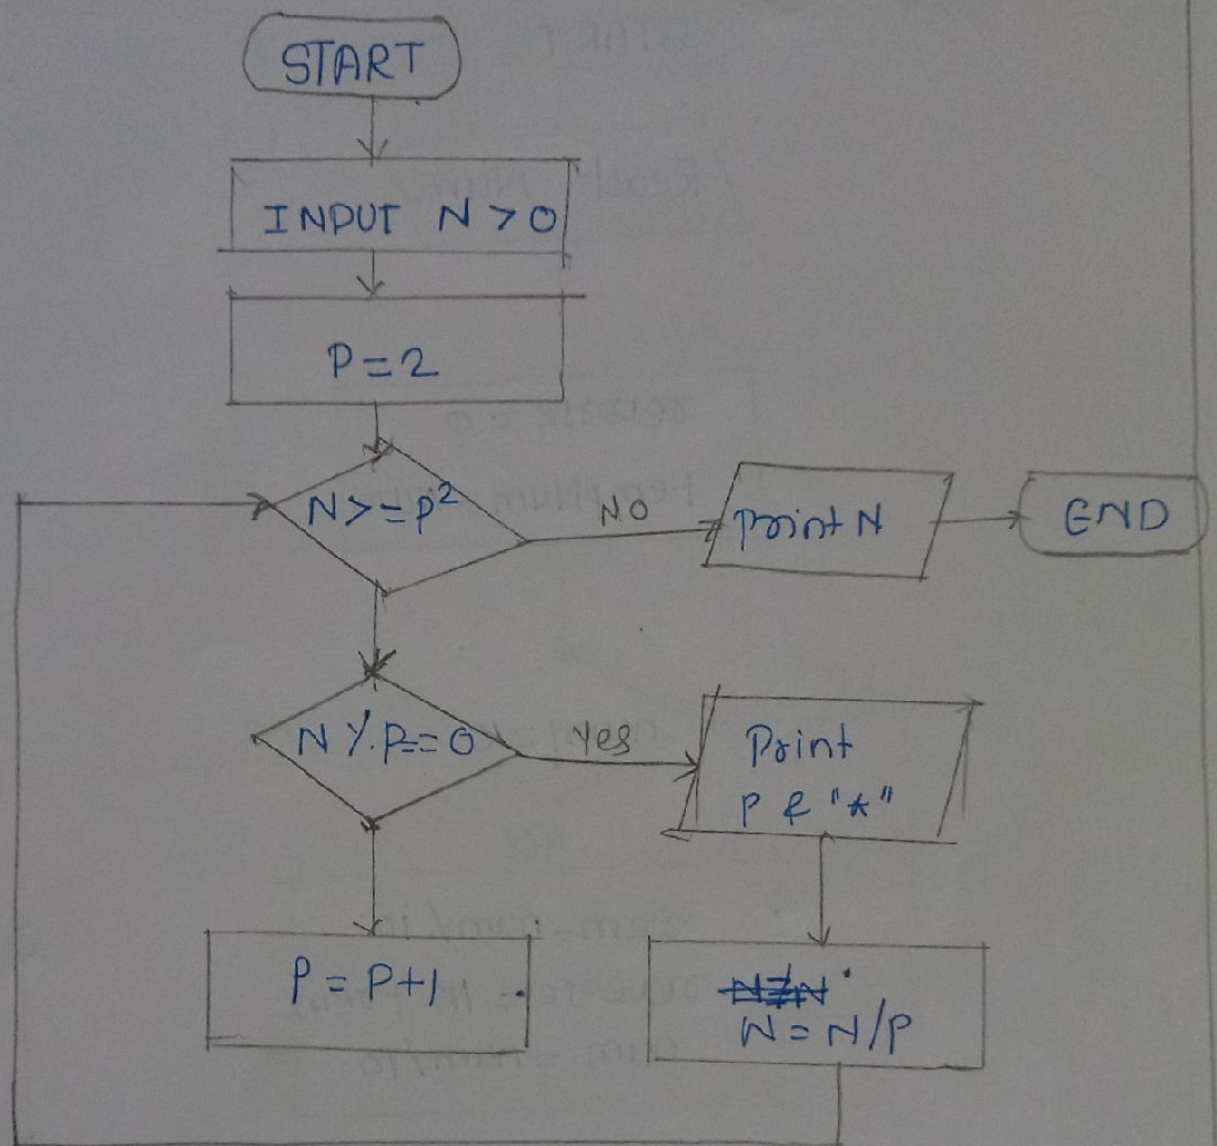 START
INPUT N > 0
P = 2
N >= P²
NO
Print N
END
N % P == 0
Yes
Print
P & "*"
P = P+1
N = N/P